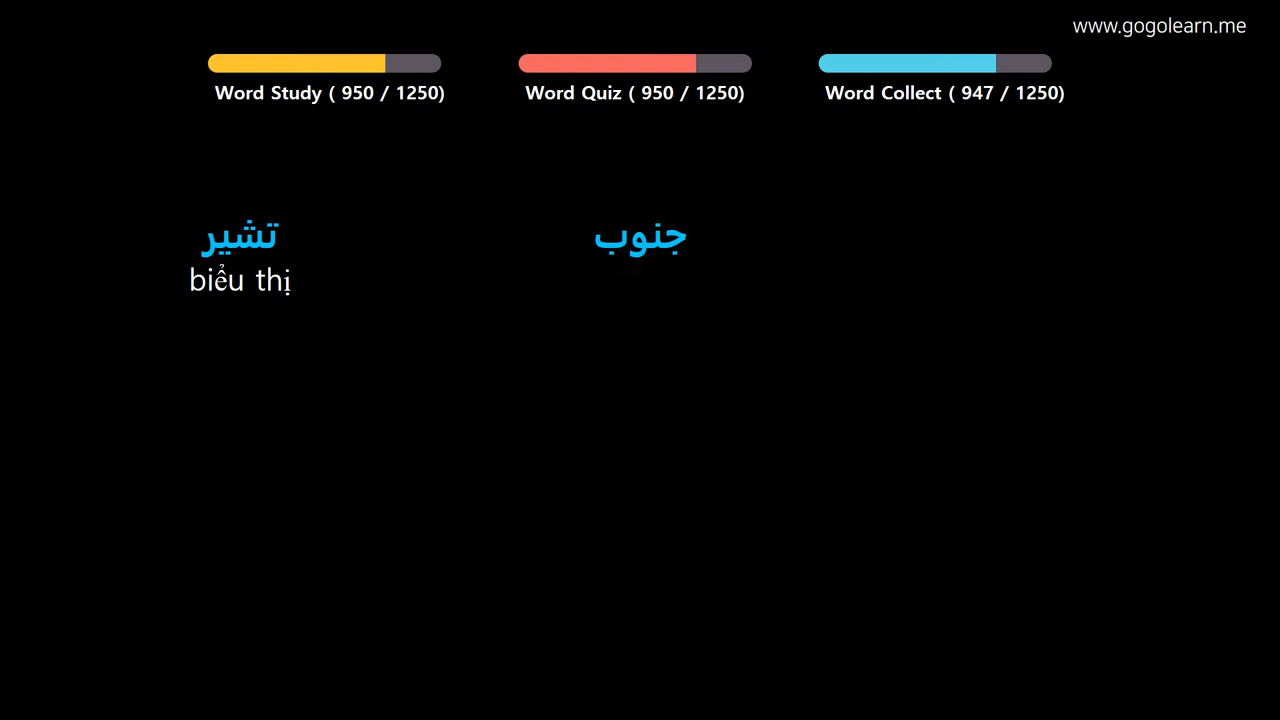 www.gogolearn.me
Word Study ( 950 / 1250)
Word Quiz ( 950 / 1250)
Word Collect ( 947 / 1250)
تشير
biểu thị
جنوب